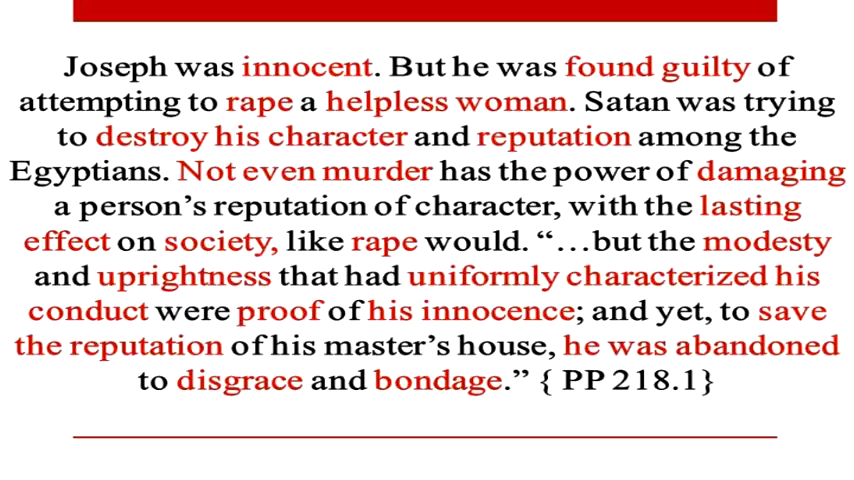 Joseph was innocent. But he was found guilty of
attempting to rape a helpless woman. Satan was trying
to destroy his character and reputation among the
Egyptians. Not even murder has the power of damaging
a person’s reputation of character, with the lasting
effect on society, like rape would. “…but the modesty
and uprightness that had uniformly characterized his
conduct were proof of his innocence; and yet, to save
the reputation of his master’s house, he was abandoned
to disgrace and bondage.” { PP 218.1}